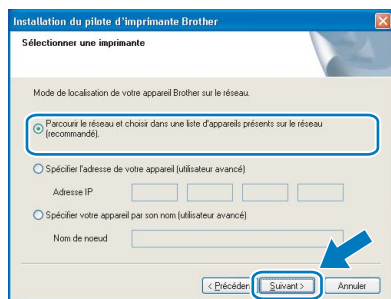 Installation du pilote d'imprimante Brother
Sélectionner une imprimante
Mode de localisation de votre appareil Brother sur le réseau.
Parcourir le réseau et choisir dans une liste d'appareils présents sur le réseau
(recommandé).
Spécifier l'adresse de votre appareil (utilisateur avancé)
Adresse IP
Spécifier votre appareil par son nom (utilisateur avancé)
Nom de noeud
< Précéden
Suivant >
Annuler